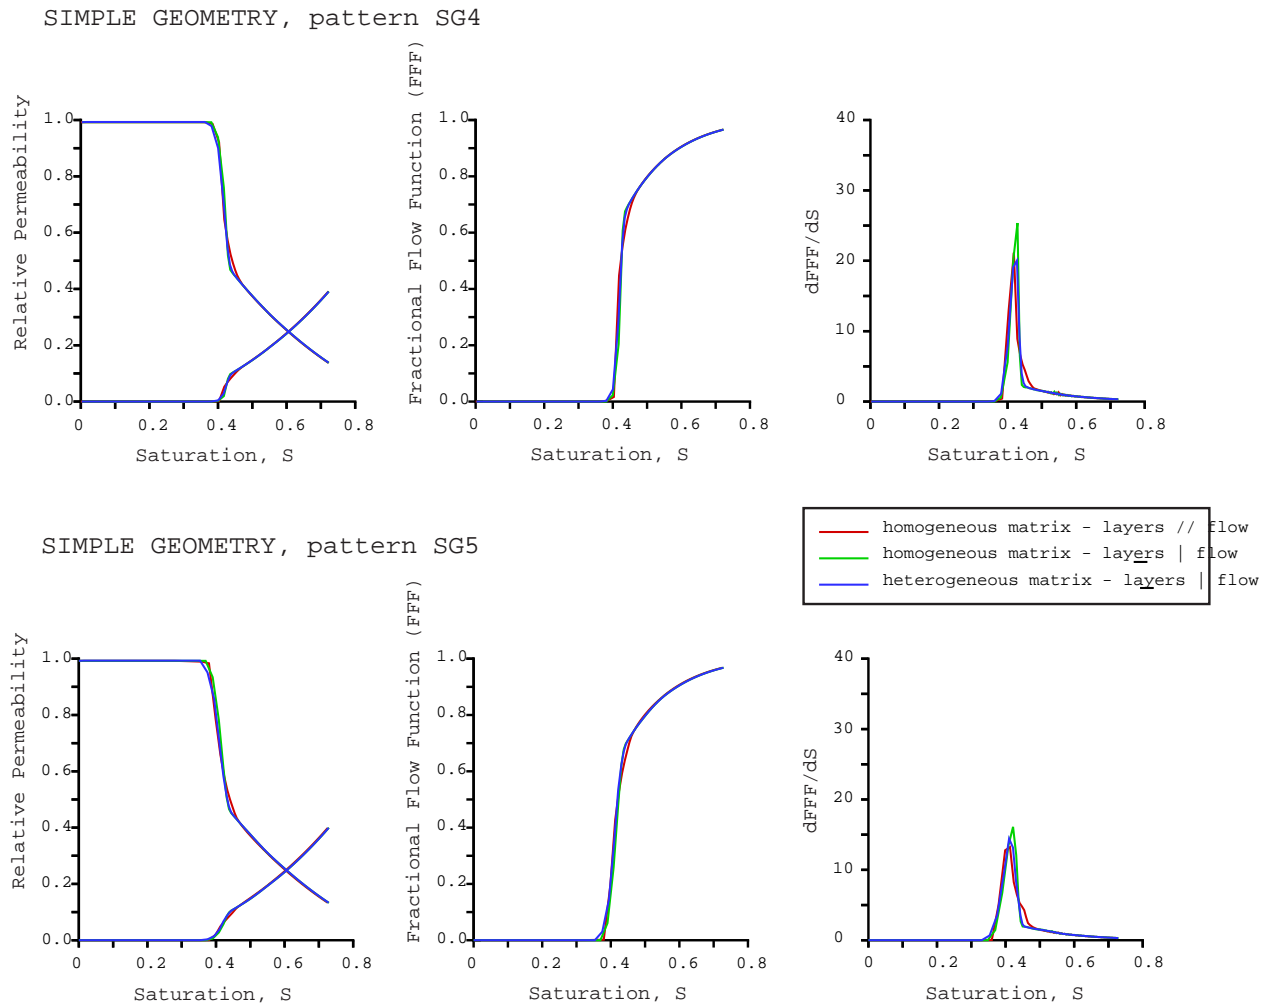 SIMPLE GEOMETRY, pattern SG4
Relative Permeability
1.0
0.8
0.6
0.4
0.2
0.0
0 0.2 0.4 0.6 0.8
Saturation, S
Fractional Flow Function (FFF)
1.0
0.8
0.6
0.4
0.2
0.0
0 0.2 0.4 0.6 0.8
Saturation, S
dFFF/dS
40
30
20
10
0
0 0.2 0.4 0.6 0.8
Saturation, S
homogeneous matrix - layers // flow
homogeneous matrix - layers | flow
heterogeneous matrix - layers | flow
SIMPLE GEOMETRY, pattern SG5
Relative Permeability
1.0
0.8
0.6
0.4
0.2
0.0
0 0.2 0.4 0.6 0.8
Saturation, S
Fractional Flow Function (FFF)
1.0
0.8
0.6
0.4
0.2
0.0
0 0.2 0.4 0.6 0.8
Saturation, S
dFFF/dS
40
30
20
10
0
0 0.2 0.4 0.6 0.8
Saturation, S